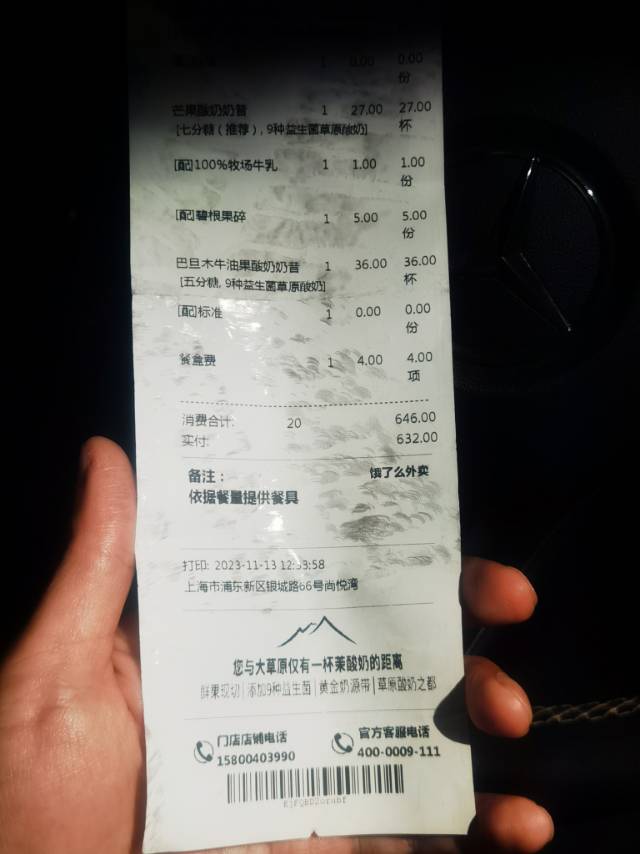 1 0.00 0.00
份
芒果酸奶奶昔 1 27.00 27.00
[七分糖（推荐）, 9种益生菌草原酸奶] 杯
[配]100%牧场牛乳 1 1.00 1.00
份
[配]碧根果碎 1 5.00 5.00
份
巴旦木牛油果酸奶奶昔 1 36.00 36.00
[五分糖, 9种益生菌草原酸奶] 杯
[配]标准 1 0.00 0.00
份
餐盒费 1 4.00 4.00
项
消费合计: 20 646.00
实付: 632.00
备注： 饿了么外卖
依据餐量提供餐具
打印: 2023-11-13 12:33:58
上海市浦东新区银城路66号尚悦湾
您与大草原仅有一杯茉酸奶的距离
鲜果现切|添加9种益生菌|黄金奶源带|草原酸奶之都
门店店铺电话 官方客服电话
15800403990 400-0009-111